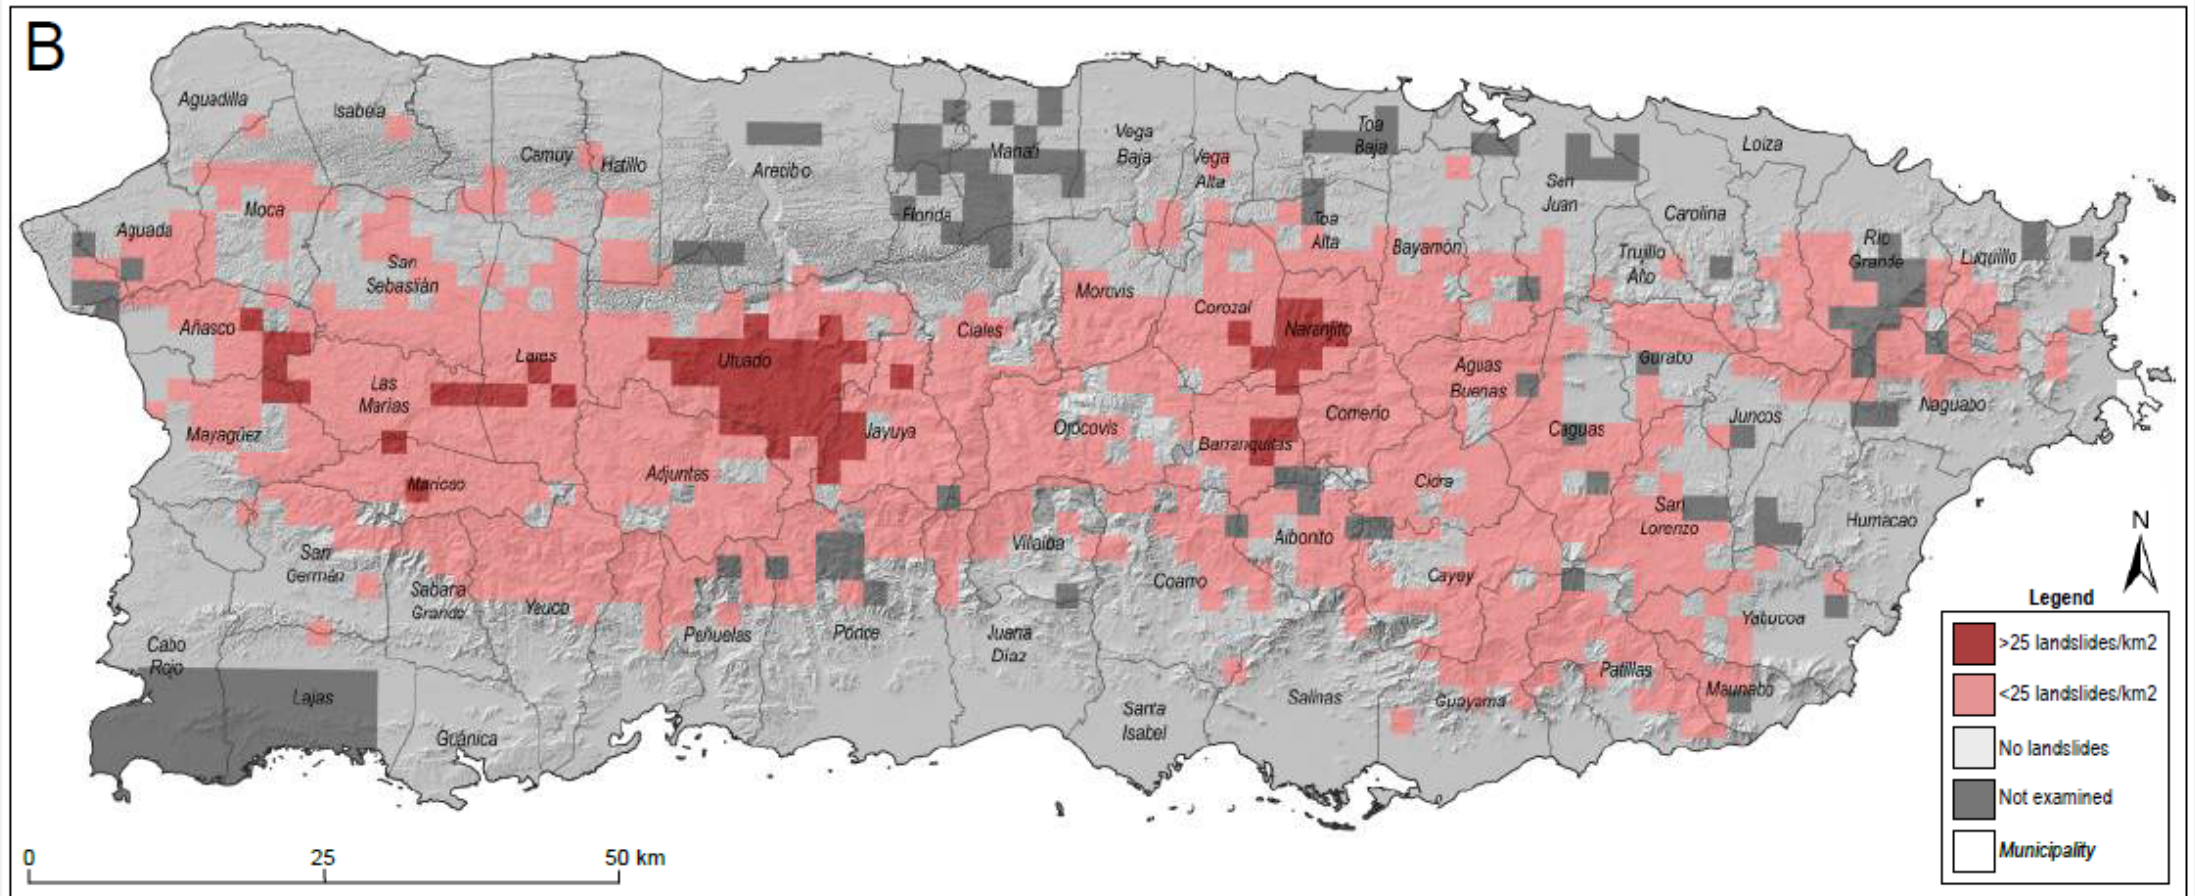 B
Aguadilla
Isabela
Camuy
Hatillo
Arecibo
Manatí
Vega
Baja
Vega
Alta
Toa
Baja
San
Juan
Loiza
Carolina
Moca
Aguada
Florida
Toa
Alta
Bayamón
Trujillo
Alto
Rio
Grande
Luquillo
San
Sebastián
Morovis
Corozal
Naranjito
Añasco
Lares
Utuado
Ciales
Gurabo
Aguas
Buenas
Las
Marias
Comerio
Juncos
Naguabo
Mayagüez
Jayuya
Orocovis
Barranquitas
Caguas
Maricao
Adjuntas
Cidra
San
Lorenzo
Humacao
San
Germán
Villalba
Aibonito
Coamo
Cayey
Sabana
Grande
Yauco
Peñuelas
Ponce
Juana
Diaz
Yabucoa
Cabo
Rojo
Lajas
Guánica
Santa
Isabel
Salinas
Guayama
Patillas
Maunabo
N
Legend
>25 landslides/km2
<25 landslides/km2
No landslides
Not examined
Municipality
0 25 50 km